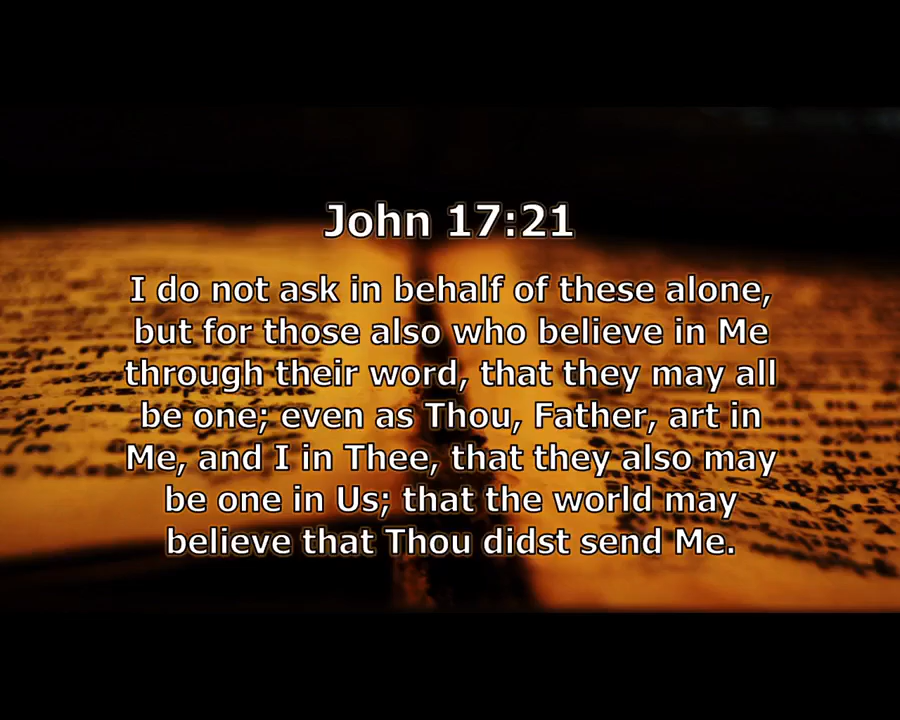 John 17:21
I do not ask in behalf of these alone,
but for those also who believe in Me
through their word, that they may all
be one; even as Thou, Father, art in
Me, and I in Thee, that they also may
be one in Us; that the world may
believe that Thou didst send Me.